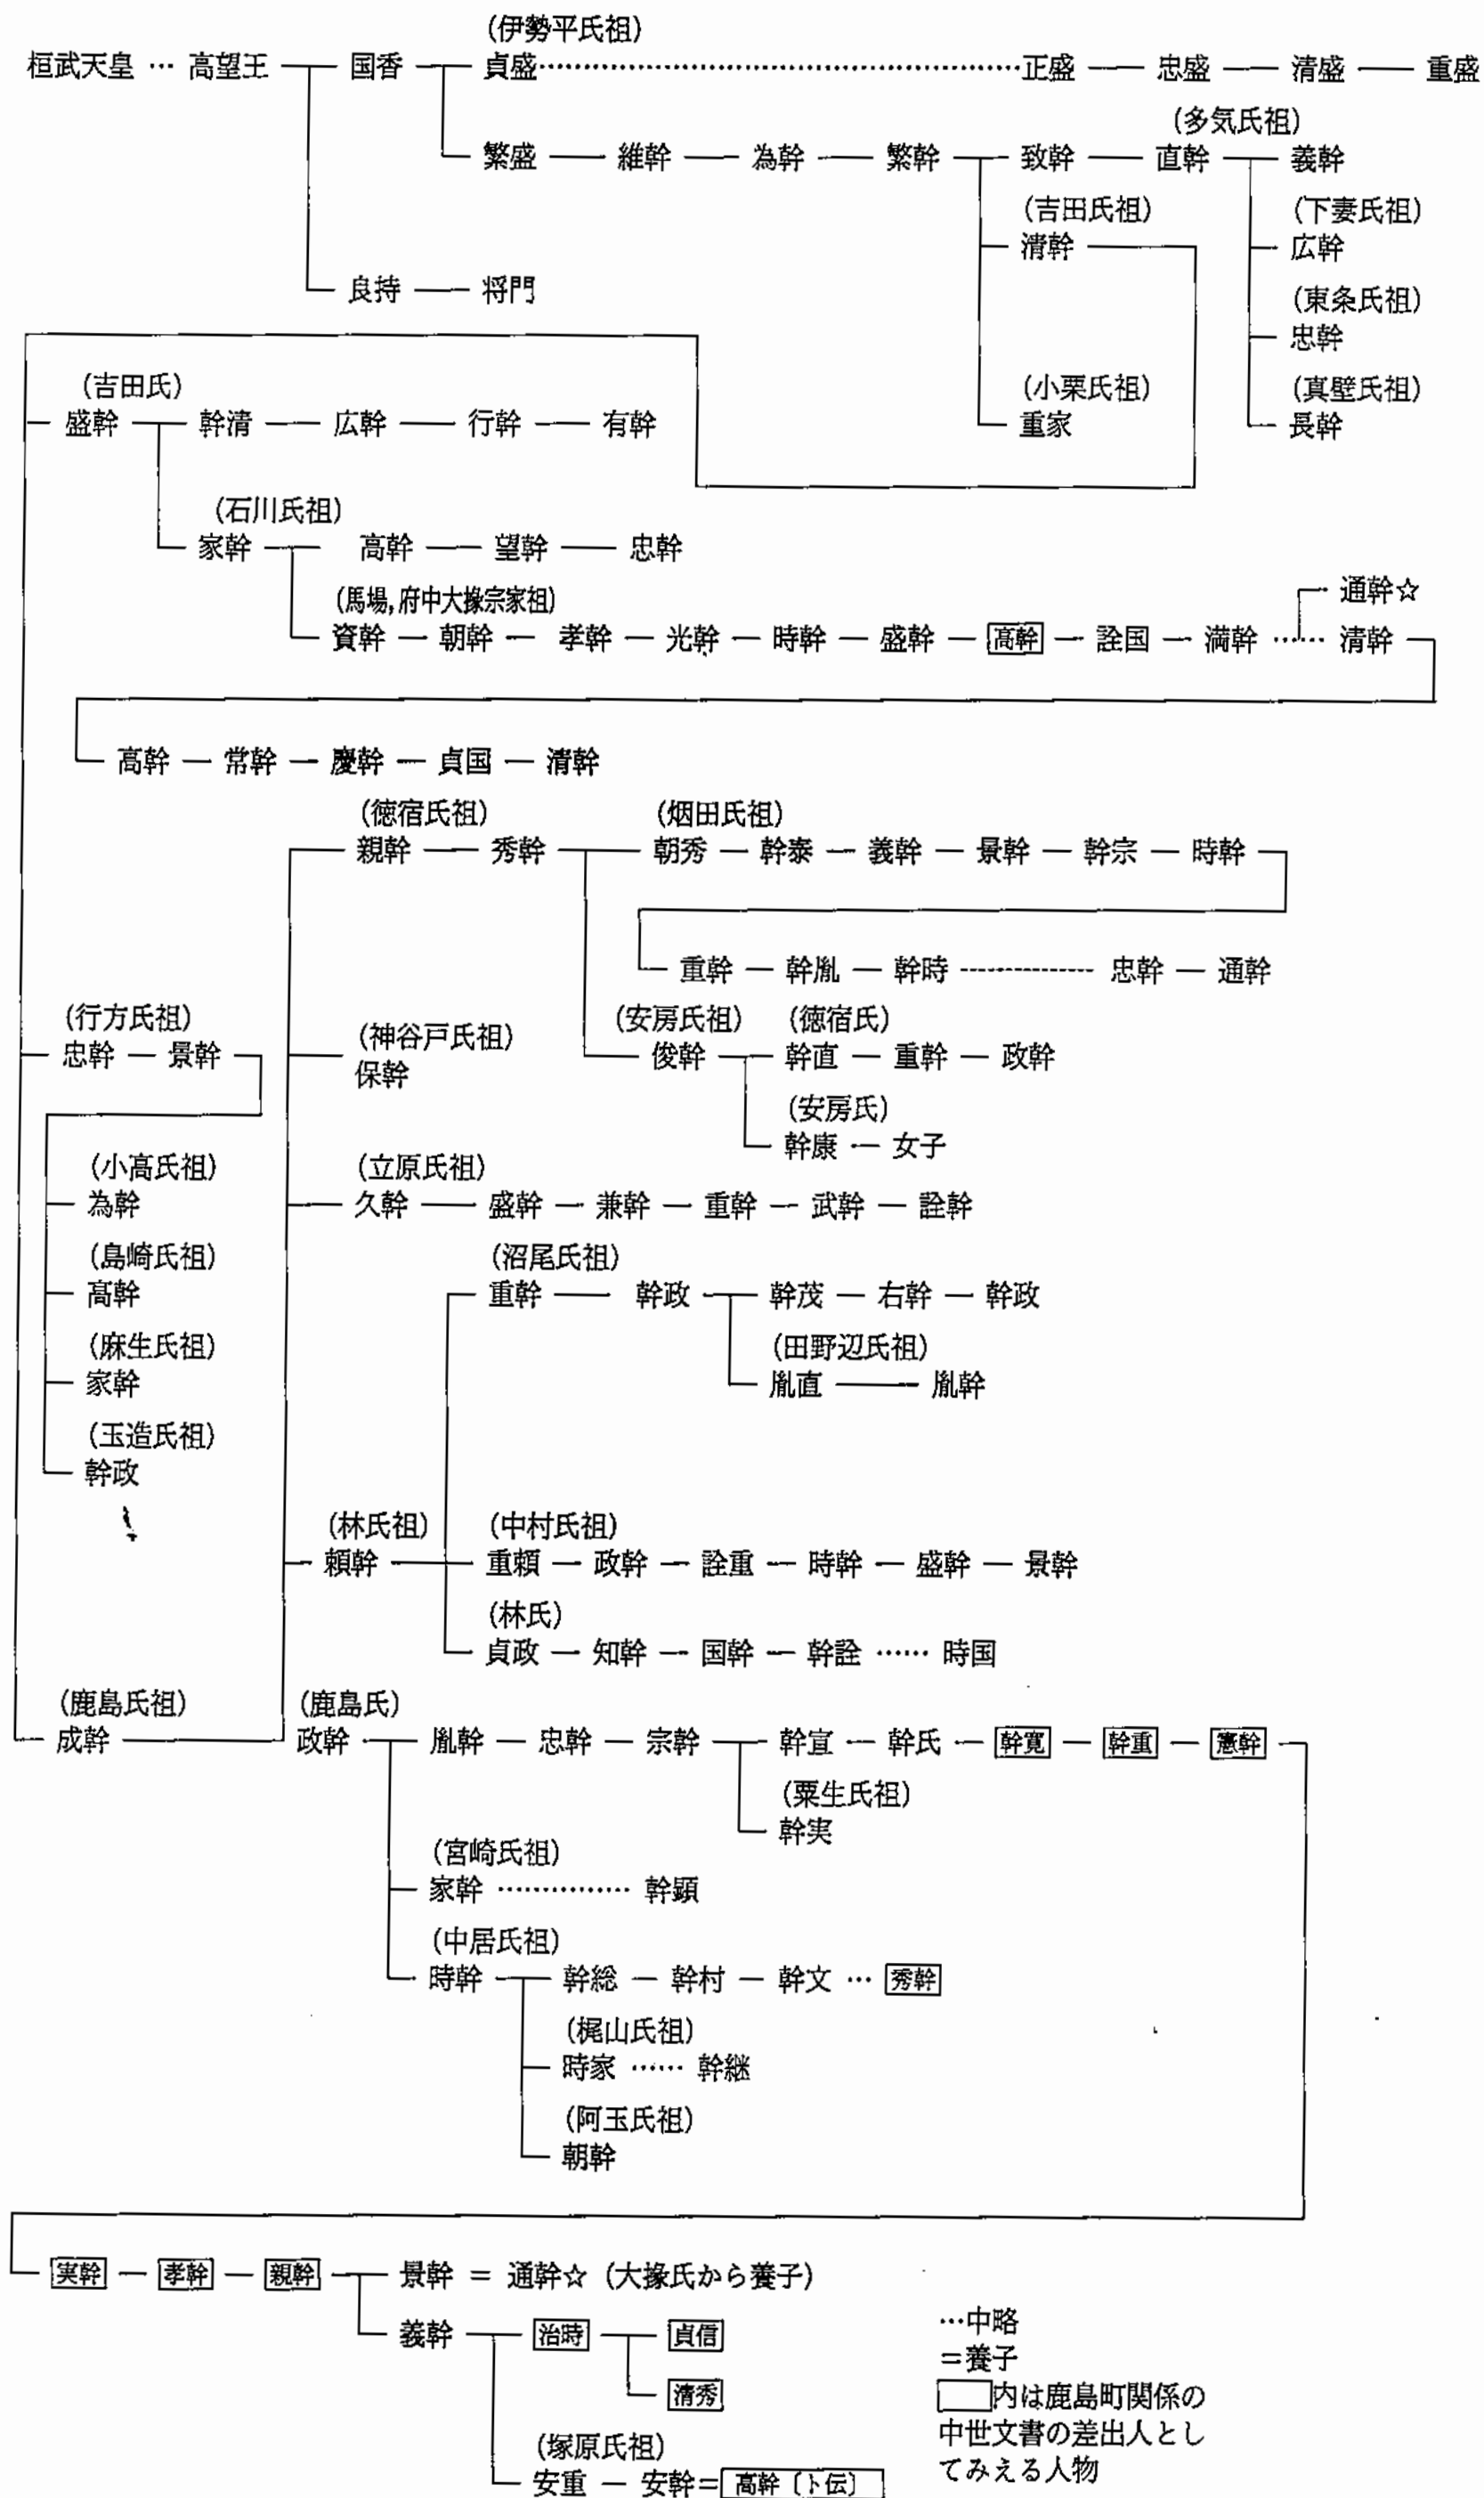 (伊勢平氏祖)
桓武天皇 … 高望王 ― 国香 ― 貞盛……正盛 ― 忠盛 ― 清盛 ― 重盛
(多気氏祖)
繁盛 ― 維幹 ― 為幹 ― 繁幹 ― 致幹 ― 直幹 ― 義幹
(吉田氏祖) (下妻氏祖)
清幹 広幹
良持 ― 将門
(東条氏祖)
忠幹
(吉田氏) (小栗氏祖) (真壁氏祖)
盛幹 ― 幹清 ― 広幹 ― 行幹 ― 有幹 重家 長幹
(石川氏祖)
家幹 ― 高幹 ― 望幹 ― 忠幹
(馬場,府中大掾宗家祖) 通幹☆
資幹 ― 朝幹 ― 孝幹 ― 光幹 ― 時幹 ― 盛幹 ― 高幹 ― 詮国 ― 満幹 …… 清幹
高幹 ― 常幹 ― 慶幹 ― 貞国 ― 清幹
(徳宿氏祖) (烟田氏祖)
親幹 ― 秀幹 ― 朝秀 ― 幹泰 ― 義幹 ― 景幹 ― 幹宗 ― 時幹
重幹 ― 幹胤 ― 幹時 …… 忠幹 ― 通幹
(行方氏祖) (神谷戸氏祖) (安房氏祖) (徳宿氏)
忠幹 ― 景幹 保幹 俊幹 ― 幹直 ― 重幹 ― 政幹
(安房氏)
幹康 ― 女子
(小高氏祖) (立原氏祖)
為幹 久幹 ― 盛幹 ― 兼幹 ― 重幹 ― 武幹 ― 詮幹
(島崎氏祖) (沼尾氏祖)
高幹 重幹 ― 幹政 ― 幹茂 ― 右幹 ― 幹政
(麻生氏祖) (田野辺氏祖)
家幹 胤直 ― 胤幹
(玉造氏祖)
幹政
(林氏祖) (中村氏祖)
頼幹 ― 重頼 ― 政幹 ― 詮重 ― 時幹 ― 盛幹 ― 景幹
(林氏)
貞政 ― 知幹 ― 国幹 ― 幹詮 …… 時国
(鹿島氏祖) (鹿島氏)
成幹 ― 政幹 ― 胤幹 ― 忠幹 ― 宗幹 ― 幹宣 ― 幹氏 ― 幹寛 ― 幹重 ― 憲幹
(粟生氏祖)
幹実
(宮崎氏祖)
家幹 …… 幹顕
(中居氏祖)
時幹 ― 幹総 ― 幹村 ― 幹文 … 秀幹
(梶山氏祖)
時家 …… 幹継
(阿玉氏祖)
朝幹
実幹 ― 孝幹 ― 親幹 ― 景幹 = 通幹☆ (大掾氏から養子)
義幹 ― 治時 ― 貞信
清秀
(塚原氏祖)
安重 ― 安幹=高幹〔卜伝〕
…中略
=養子
内は鹿島町関係の
中世文書の差出人とし
てみえる人物